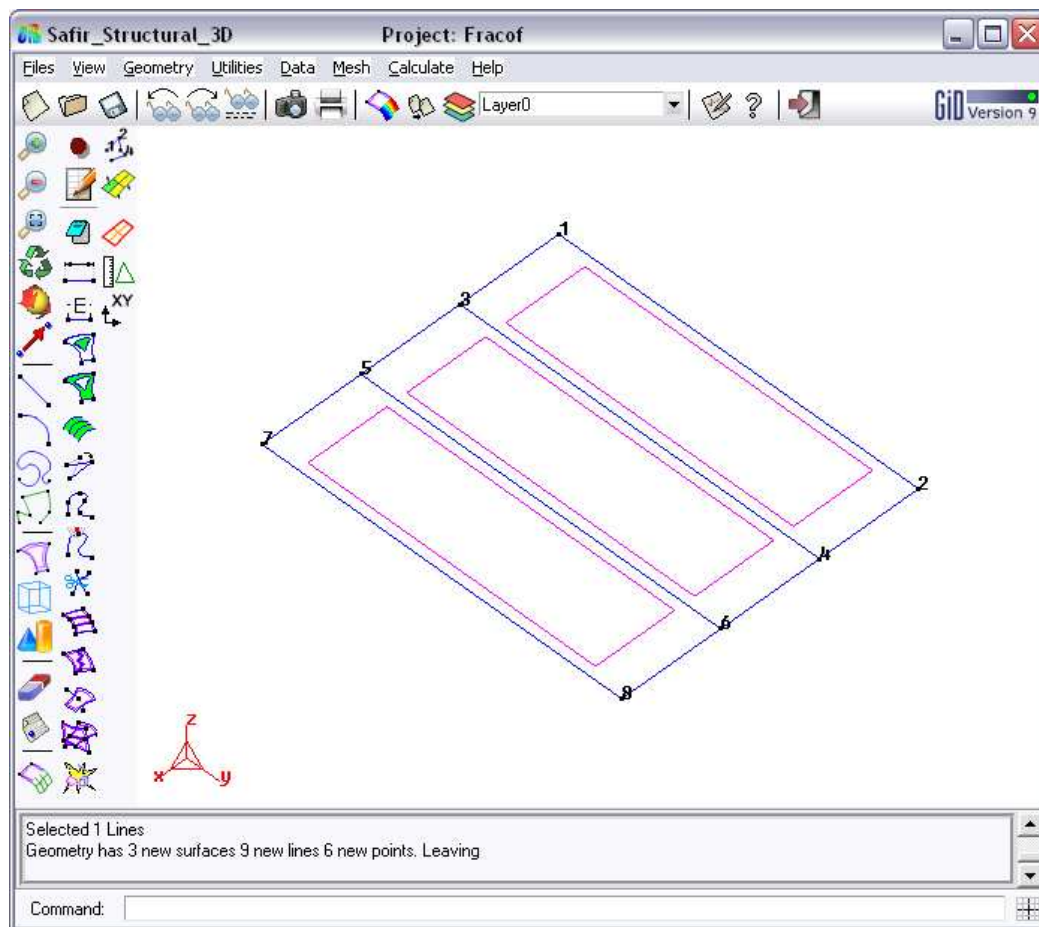 Safir_Structural_3D Project: Fracof
Files View Geometry Utilities Data Mesh Calculate Help
Layer0
GiD Version 9
2
E
XY
1
3
5
7
2
4
6
8
z
x y
Selected 1 Lines
Geometry has 3 new surfaces 9 new lines 6 new points. Leaving
Command: